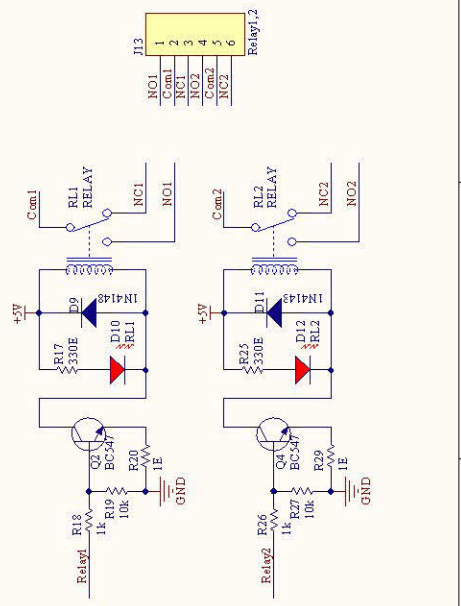 J13
1
2
3
4
5
6
Relay1,2
NO1
Com1
NC1
NO2
Com2
NC2
Com1
RL1
RELAY
NC1
NO1
+5V
D9
1N4148
R17
330E
D10
RL1
Q2
BC547
R20
1E
R18
1k
R19
10k
GND
Relay1
Com2
RL2
RELAY
NC2
NO2
+5V
D11
1N4148
R25
330E
D12
RL2
Q4
BC547
R29
1E
R26
1k
R27
10k
GND
Relay2